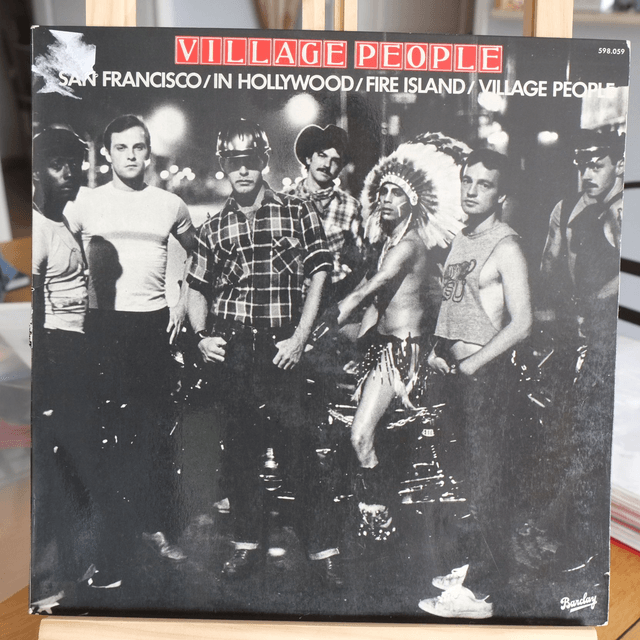 VILLAGE PEOPLE
598.059
SAN FRANCISCO/IN HOLLYWOOD/FIRE ISLAND/VILLAGE PEOPLE
Barclay